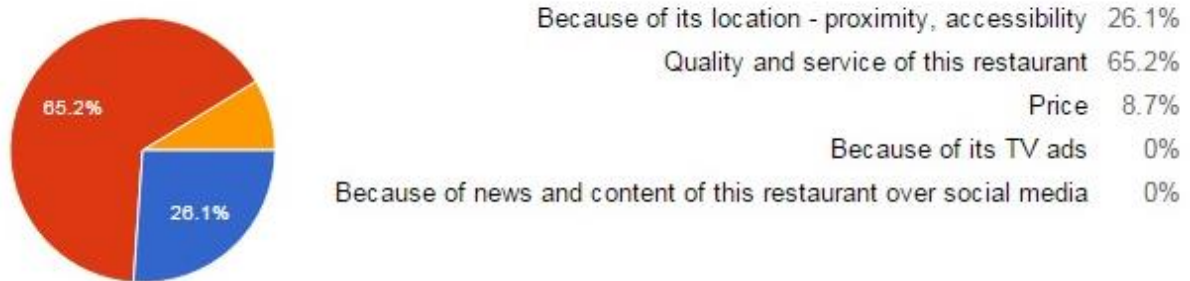 65.2%
26.1%
Because of its location - proximity, accessibility 26.1%
Quality and service of this restaurant 65.2%
Price 8.7%
Because of its TV ads 0%
Because of news and content of this restaurant over social media 0%